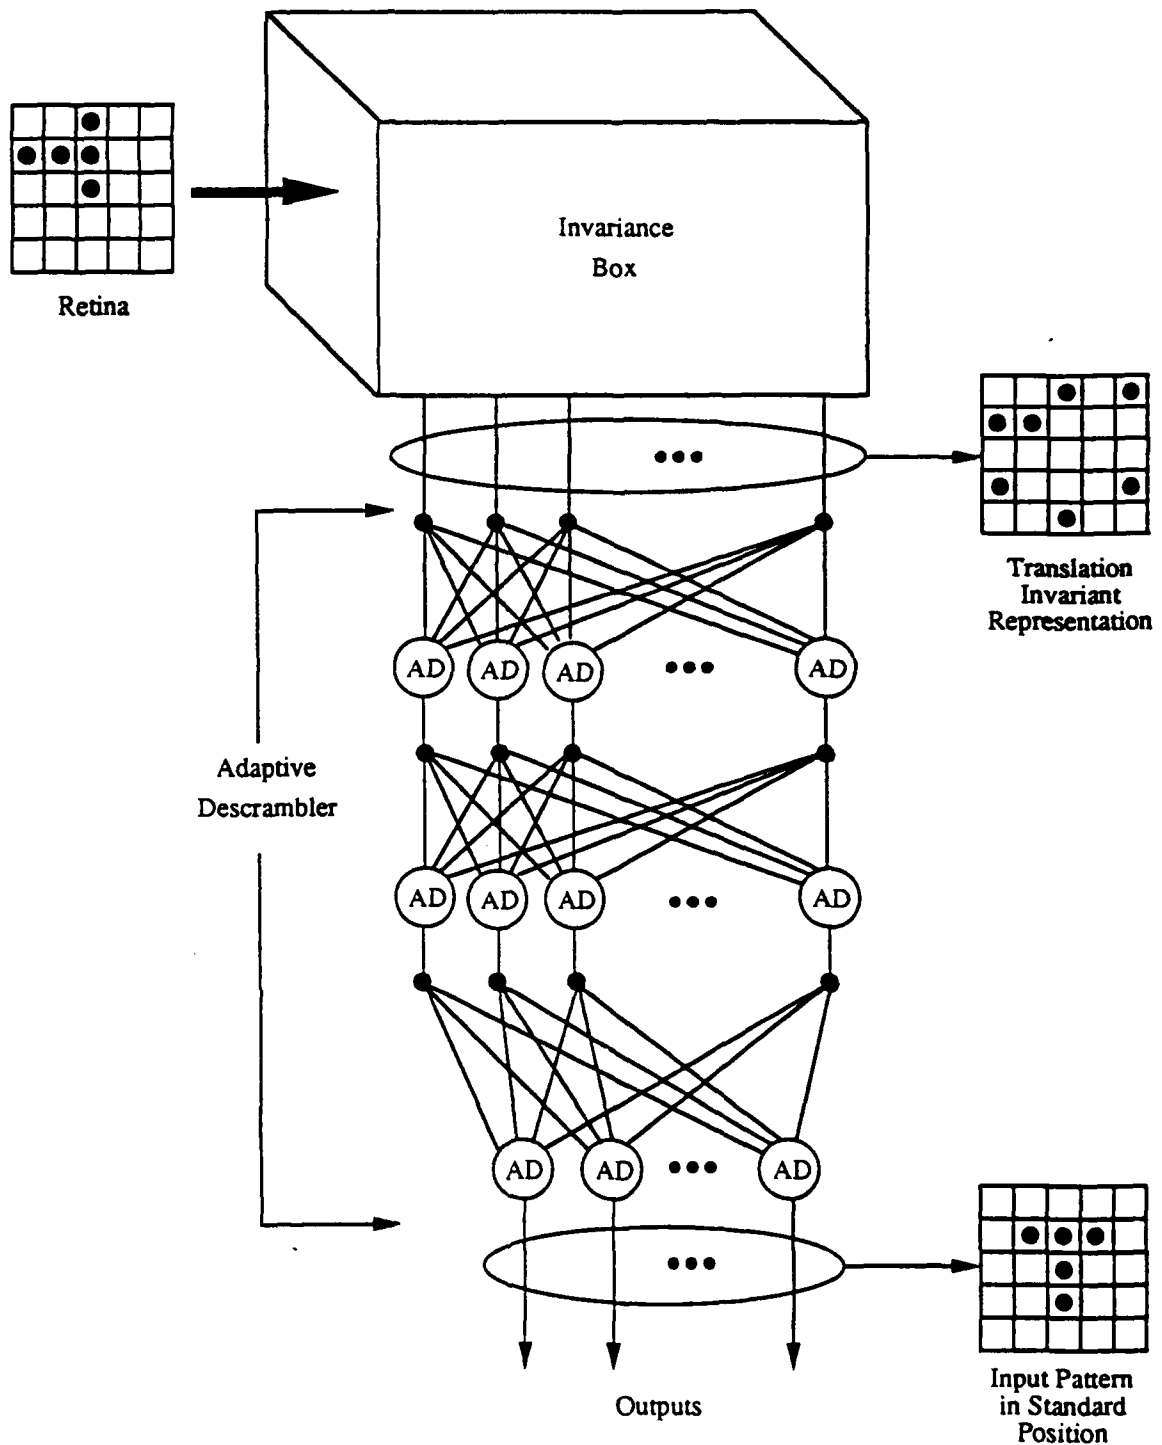 Invariance
Box
Retina
Translation
Invariant
Representation
AD AD AD AD
Adaptive
Descrambler
AD AD AD AD
AD AD AD
Input Pattern
in Standard
Position
Outputs